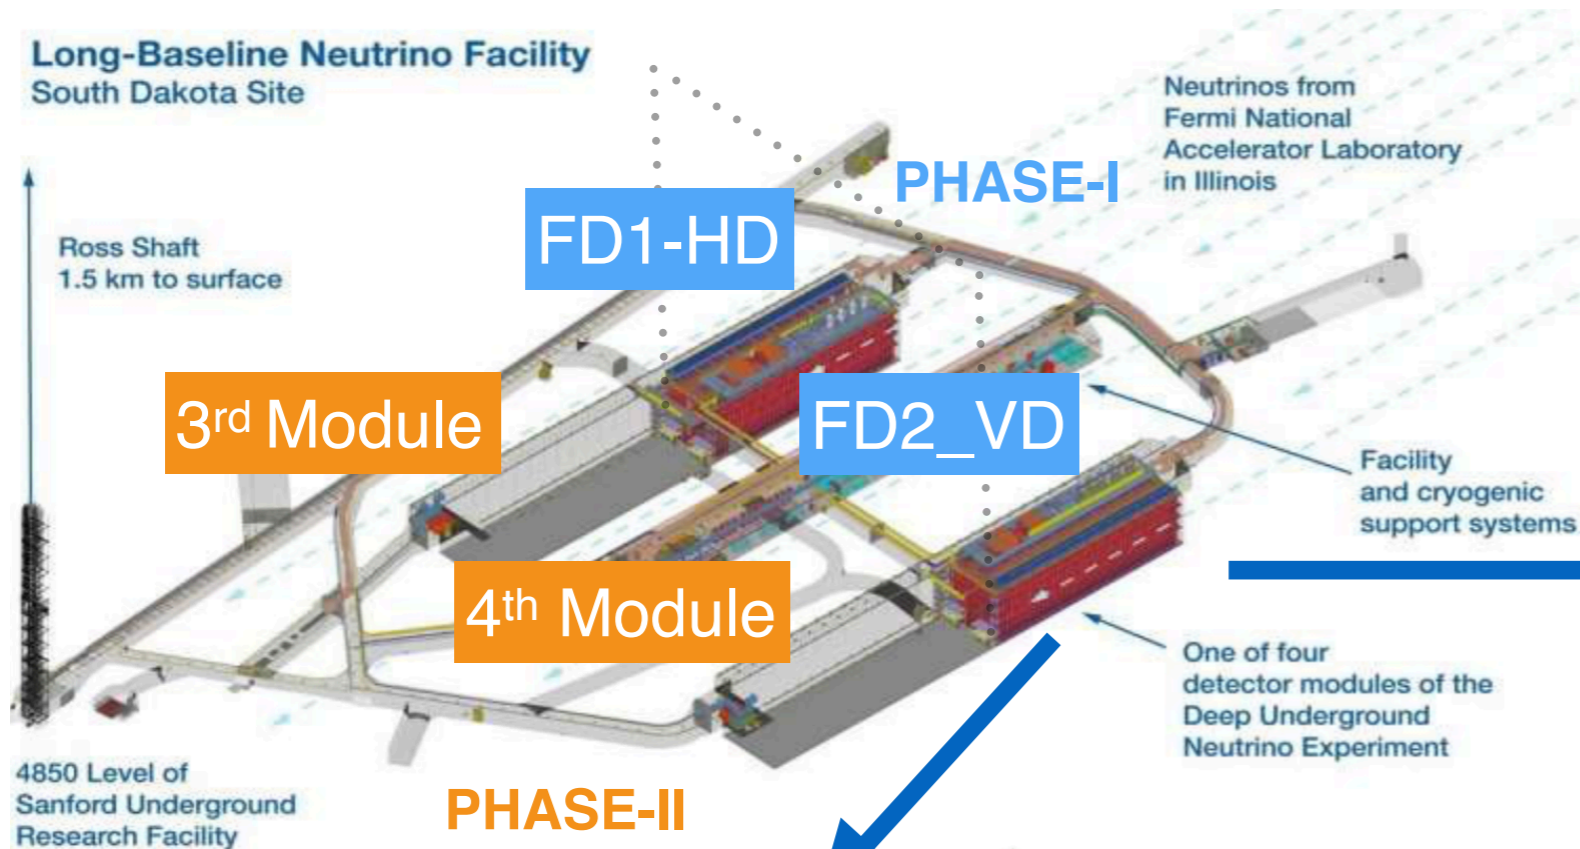 Long-Baseline Neutrino Facility
South Dakota Site
Neutrinos from
Fermi National
Accelerator Laboratory
in Illinois
PHASE-I
FD1-HD
Ross Shaft
1.5 km to surface
3rd Module
FD2_VD
Facility
and cryogenic
support systems
4th Module
One of four
detector modules of the
Deep Underground
Neutrino Experiment
4850 Level of
Sanford Underground
Research Facility
PHASE-II